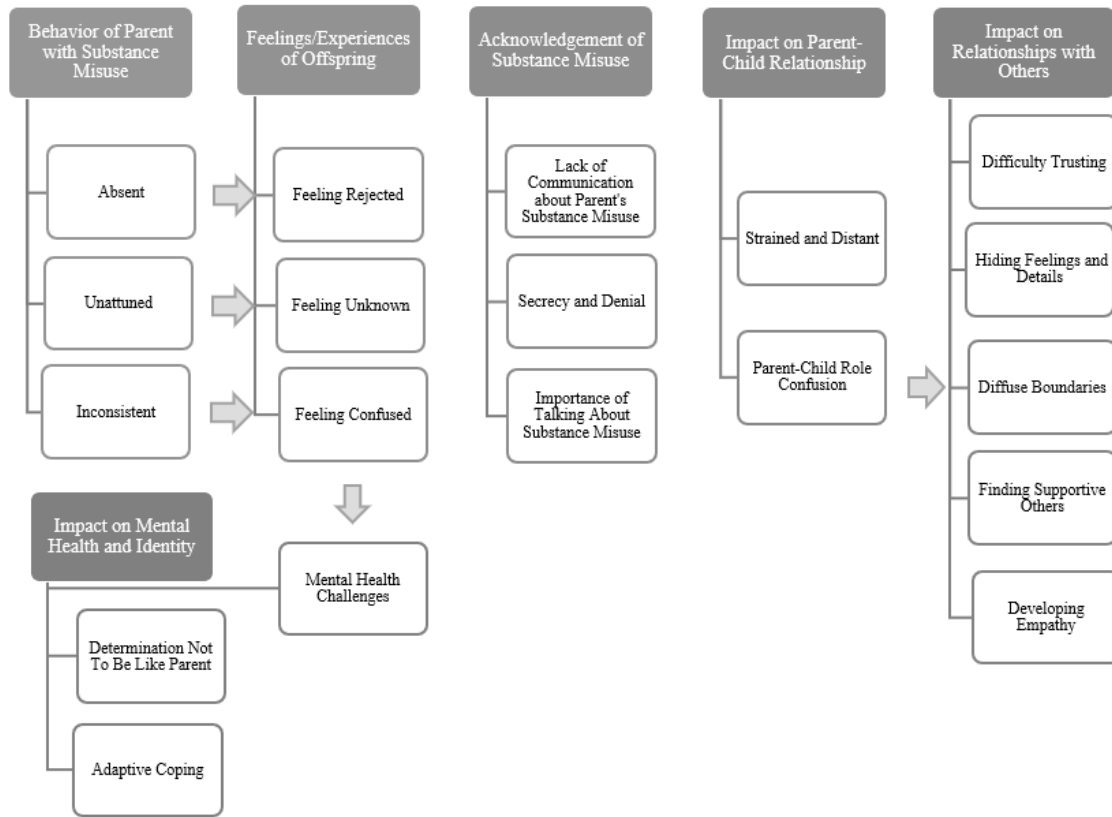 Behavior of Parent
with Substance
Misuse
Absent
Unattuned
Inconsistent
Feelings/Experiences
of Offspring
Feeling Rejected
Feeling Unknown
Feeling Confused
Acknowledgement of
Substance Misuse
Lack of
Communication
about Parent's
Substance Misuse
Secrecy and Denial
Importance of
Talking About
Substance Misuse
Impact on Parent-
Child Relationship
Strained and Distant
Parent-Child Role
Confusion
Impact on
Relationships with
Others
Difficulty Trusting
Hiding Feelings and
Details
Diffuse Boundaries
Finding Supportive
Others
Developing
Empathy
Impact on Mental
Health and Identity
Mental Health
Challenges
Determination Not
To Be Like Parent
Adaptive Coping